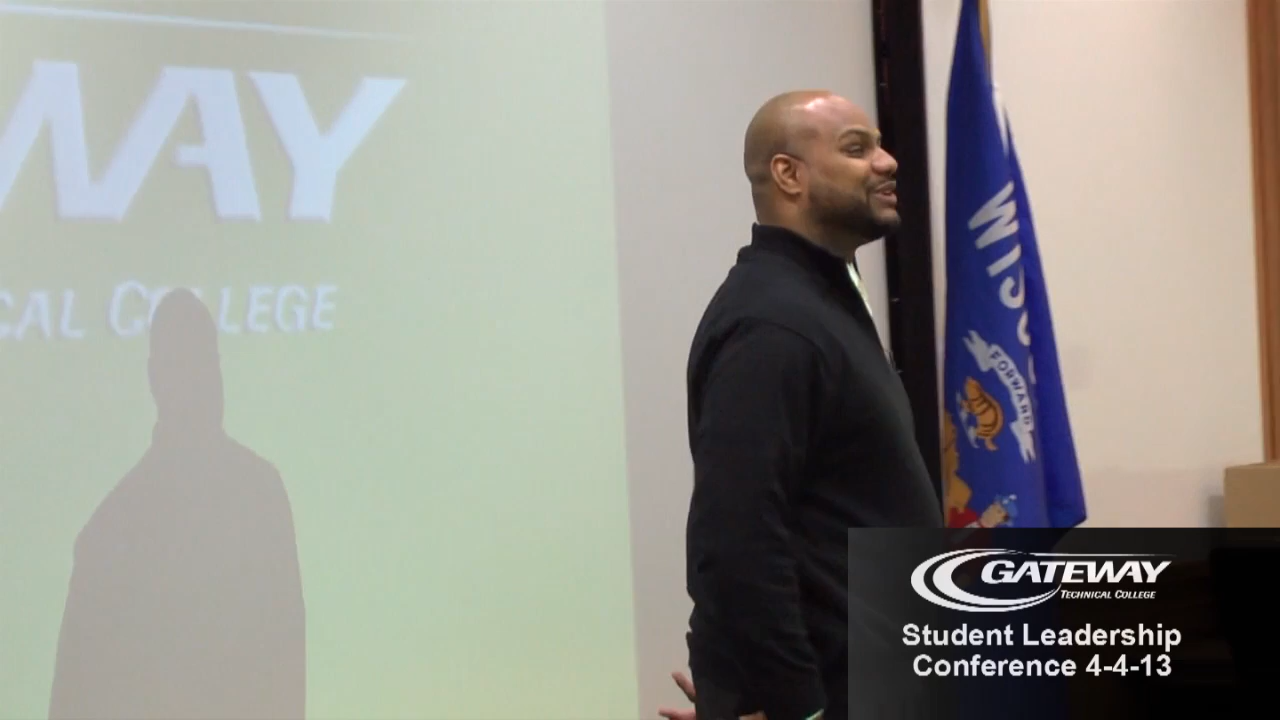 WAY
CAL COLLEGE
WISC
FORWARD
GATEWAY
TECHNICAL COLLEGE
Student Leadership
Conference 4-4-13